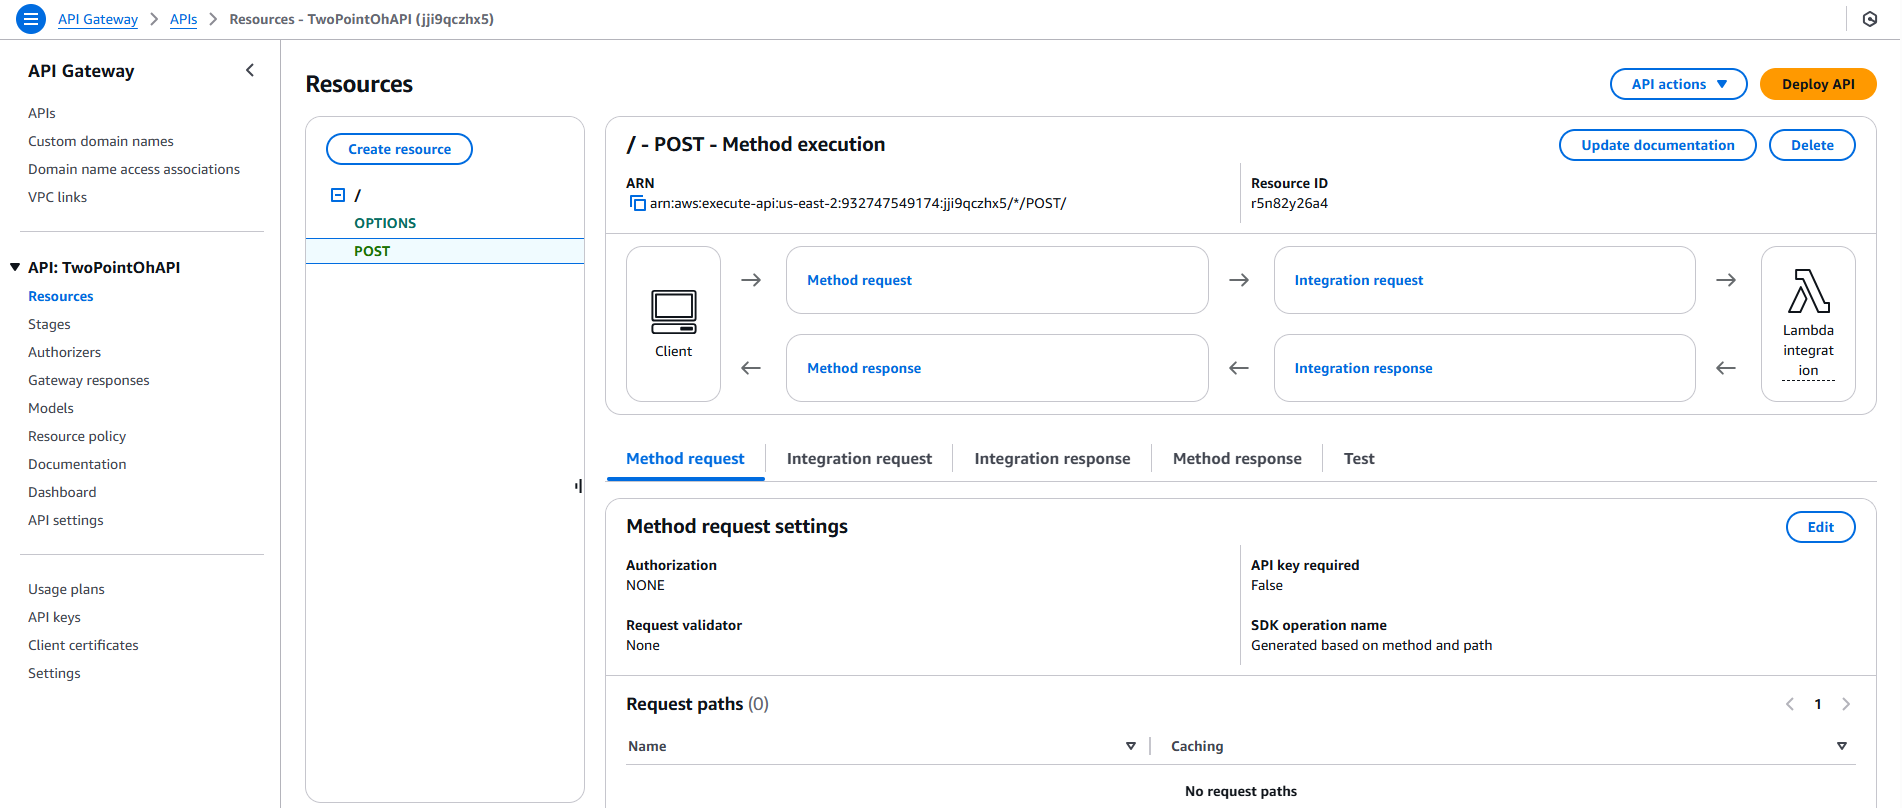 API Gateway > APIs > Resources - TwoPointOhAPI (jji9qczhx5)
API Gateway
APIs
Custom domain names
Domain name access associations
VPC links
API: TwoPointOhAPI
Resources
Stages
Authorizers
Gateway responses
Models
Resource policy
Documentation
Dashboard
API settings
Usage plans
API keys
Client certificates
Settings
Resources
API actions
Deploy API
Create resource
/
OPTIONS
POST
/ - POST - Method execution
Update documentation
Delete
ARN
arn:aws:execute-api:us-east-2:932747549174:jji9qczhx5/*/POST/
Resource ID
r5n82y26a4
Client
Method request
Integration request
Method response
Integration response
Lambda
integrat
ion
Method request
Integration request
Integration response
Method response
Test
Method request settings
Edit
Authorization
NONE
API key required
False
Request validator
None
SDK operation name
Generated based on method and path
Request paths (0)
1
Name
Caching
No request paths